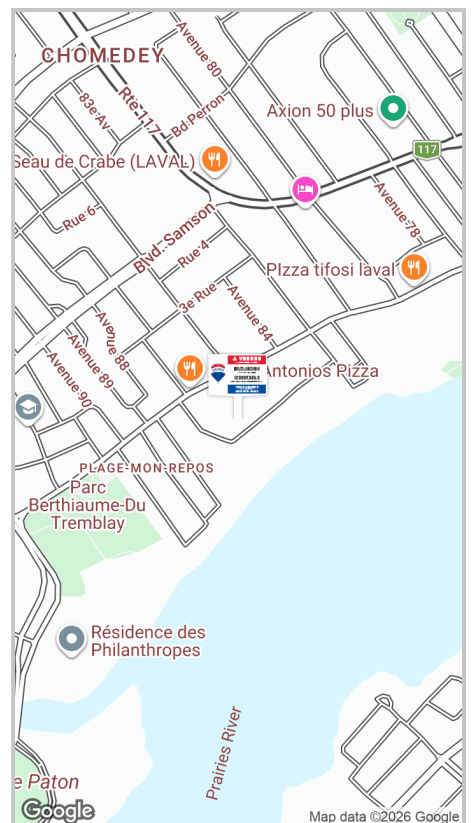 CHOMEDEY
Avenue 80
83e Av
Rte 117
Bd Perron
Axion 50 plus
117
Seau de Crabe (LAVAL)
Avenue 78
Rue 6
Blvd. Samson
Rue 4
PIzza tifosi laval
3e Rue
Avenue 84
Avenue 88
Avenue 89
Avenue 90
A VENDRE
Antonios Pizza
PLAGE-MON-REPOS
Parc
Berthiaume-Du
Tremblay
Résidence des
Philanthropes
Prairies River
e Paton
Google
Map data ©2026 Google